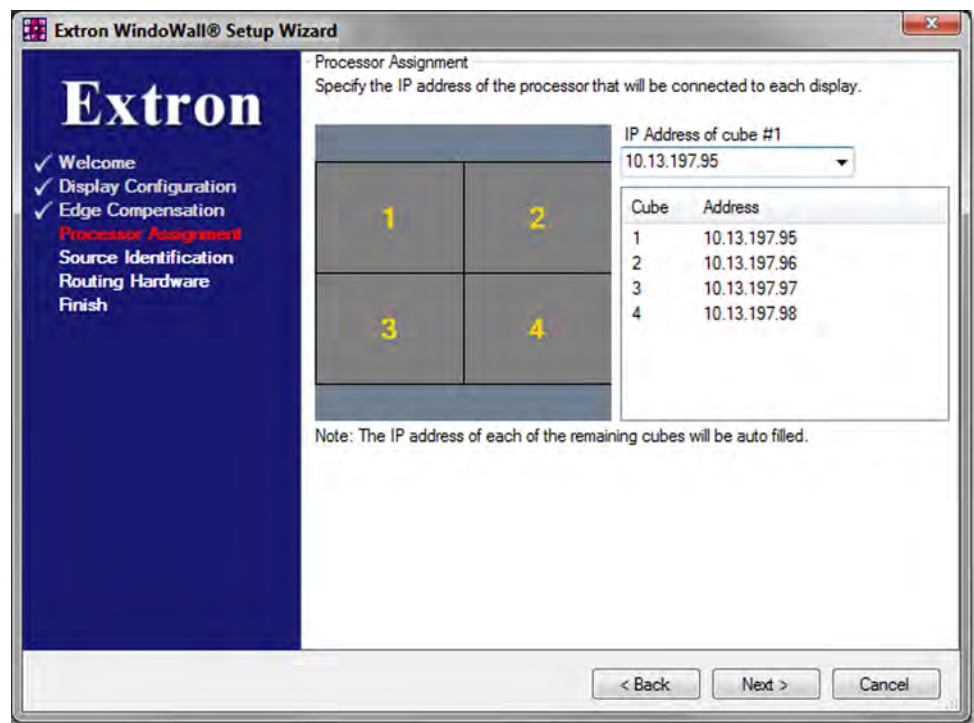 Extron WindoWall® Setup Wizard
Extron
Welcome
Display Configuration
Edge Compensation
Processor Assignment
Source Identification
Routing Hardware
Finish
Processor Assignment
Specify the IP address of the processor that will be connected to each display.
1 2
3 4
IP Address of cube #1
10.13.197.95
Cube Address
1 10.13.197.95
2 10.13.197.96
3 10.13.197.97
4 10.13.197.98
Note: The IP address of each of the remaining cubes will be auto filled.
< Back Next > Cancel